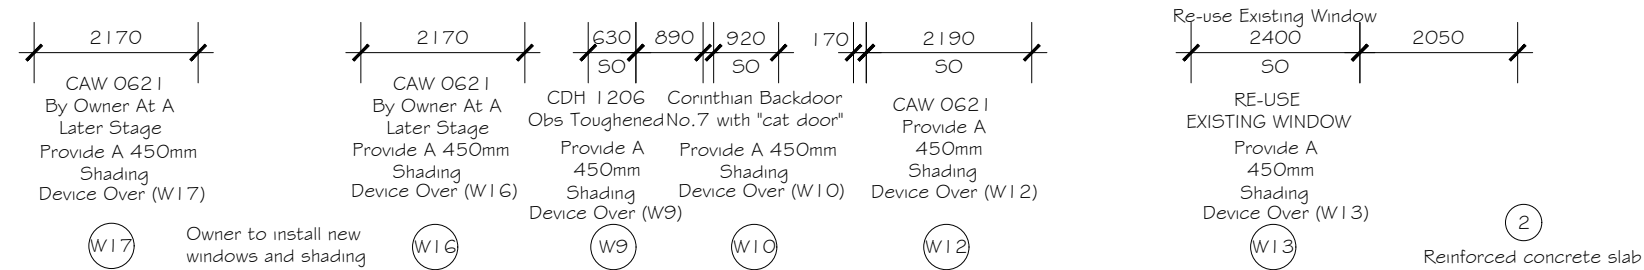 Re-use Existing Window
2170
2170
630
890
920
170
2190
2400
2050
SO
SO
SO
SO
CAW 0621
By Owner At A
Later Stage
Provide A 450mm
Shading
Device Over (W17)
W17
Owner to install new
windows and shading
CAW 0621
By Owner At A
Later Stage
Provide A 450mm
Shading
Device Over (W16)
W16
CDH 1206
Obs Toughened
Provide A
450mm
Shading
Device Over (W9)
W9
Corinthian Backdoor
No.7 with "cat door"
Provide A 450mm
Shading
Device Over (W10)
W10
CAW 0621
Provide A
450mm
Shading
Device Over (W12)
W12
RE-USE
EXISTING WINDOW
Provide A
450mm
Shading
Device Over (W13)
W13
2
Reinforced concrete slab